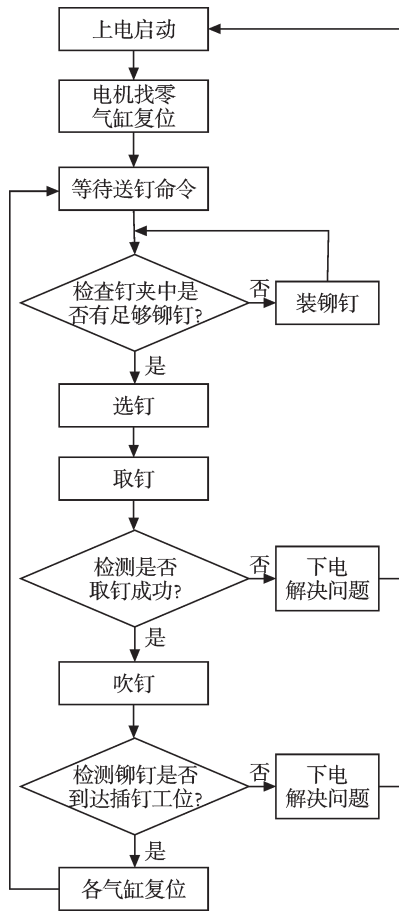 上电启动
电机找零
气缸复位
等待送钉命令
检查钉夹中是
否有足够铆钉?
否
装铆钉
是
选钉
取钉
检测是否
取钉成功?
否
下电
解决问题
是
吹钉
检测铆钉是否
到达插钉工位?
否
下电
解决问题
是
各气缸复位